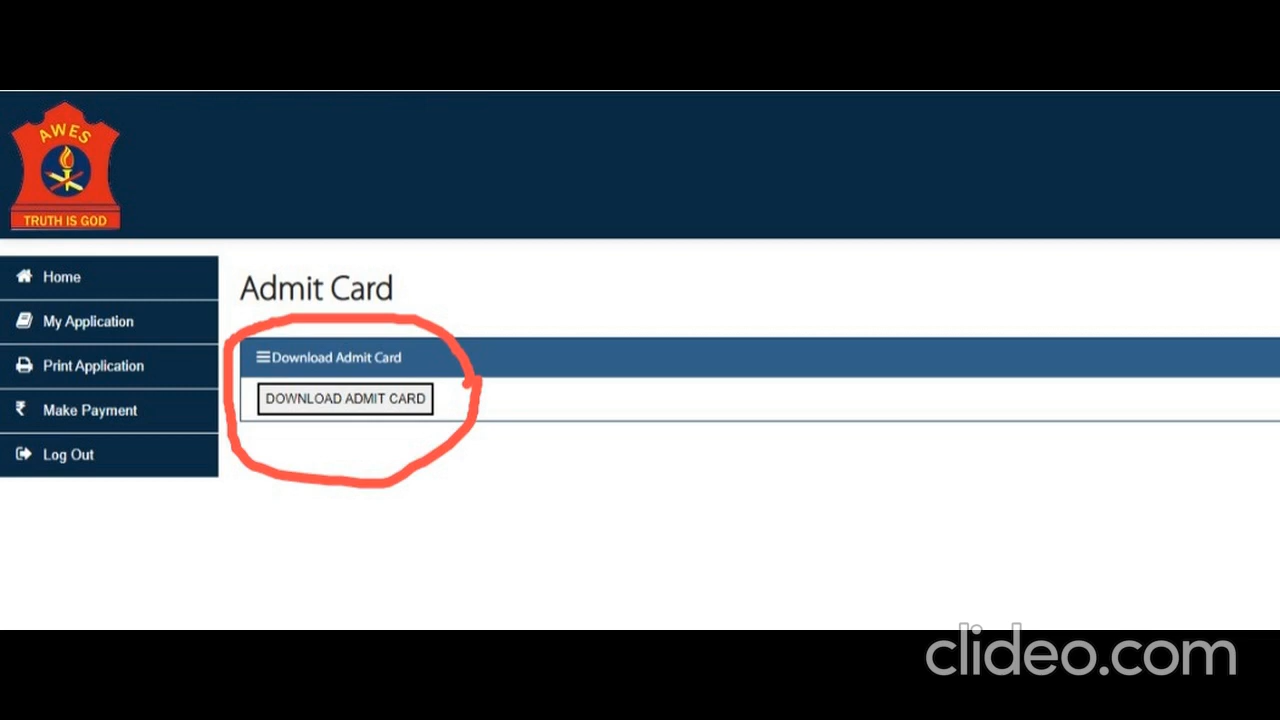 AWES
TRUTH IS GOD
Home
My Application
Print Application
₹ Make Payment
Log Out
Admit Card
Download Admit Card
DOWNLOAD ADMIT CARD
clideo.com